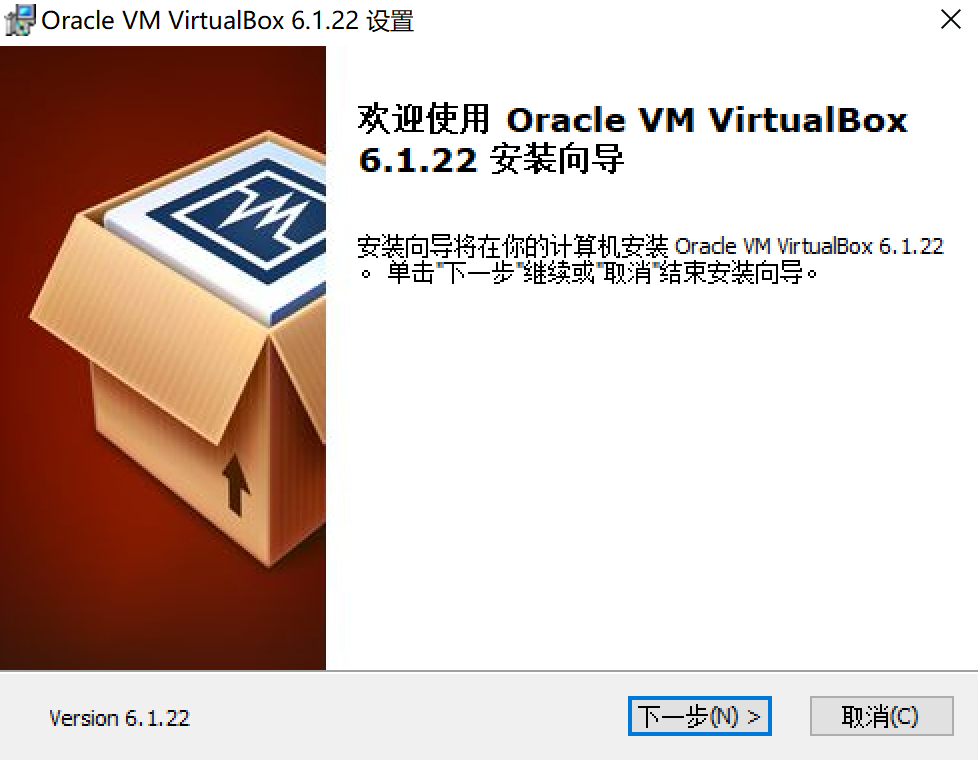 Oracle VM VirtualBox 6.1.22 设置
欢迎使用 Oracle VM VirtualBox
6.1.22 安装向导
安装向导将在你的计算机安装 Oracle VM VirtualBox 6.1.22
。 单击"下一步"继续或"取消"结束安装向导。
Version 6.1.22
下一步(N) >
取消(C)